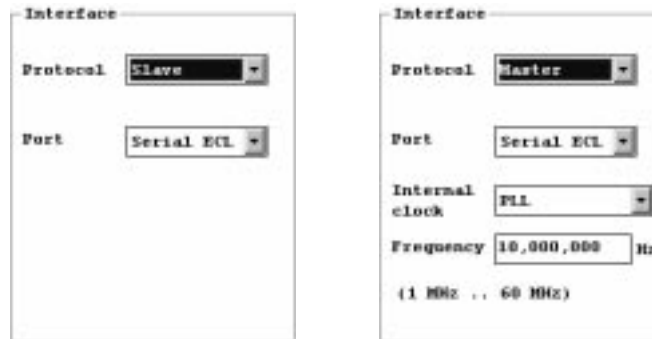 Interface
Protocol Slave
Port Serial ECL
Interface
Protocol Master
Port Serial ECL
Internal
clock PLL
Frequency 10,000,000 Hz
(1 MHz .. 60 MHz)